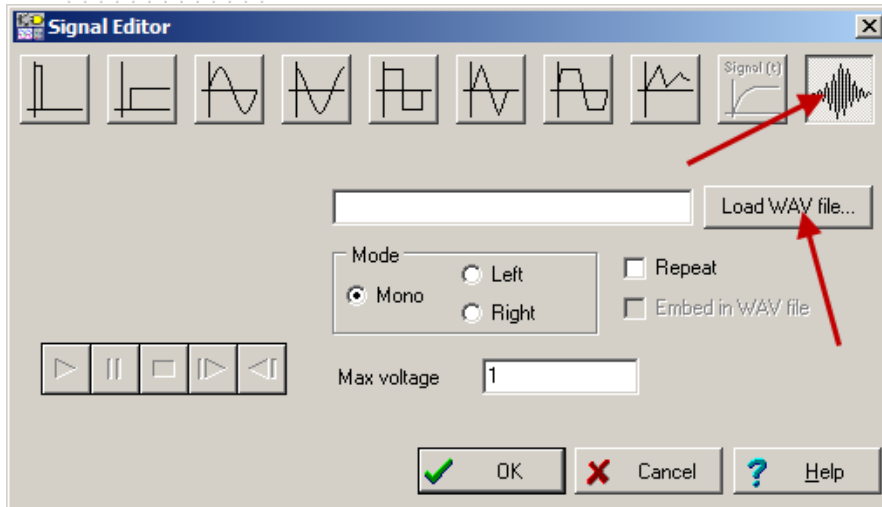 Signal Editor
Signal (t)
Load WAV file...
Mode
Left
Mono
Right
Repeat
Embed in WAV file
Max voltage
1
OK
Cancel
Help